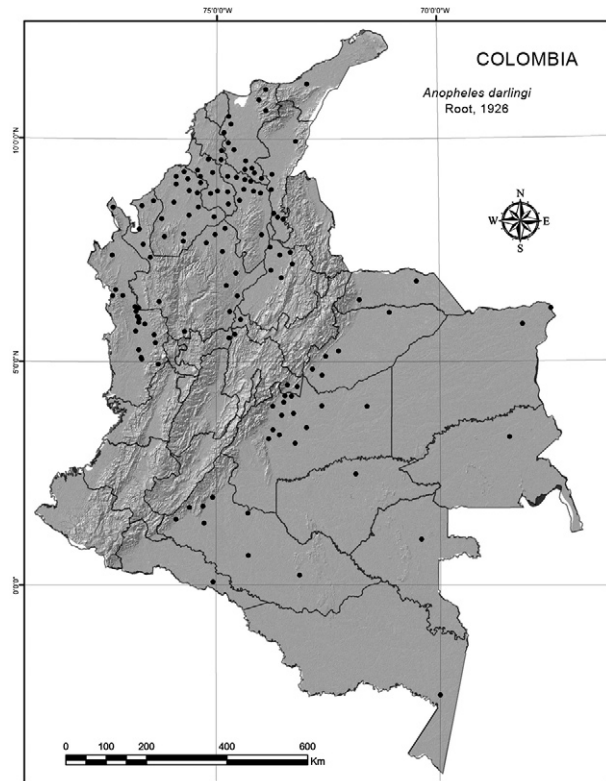 75°0'0"W 70°0'0"W
COLOMBIA
Anopheles darlingi
Root, 1926
10°0'0"N
N
W E
S
5°0'0"N
0°0'0"
0 100 200 400 600
Km